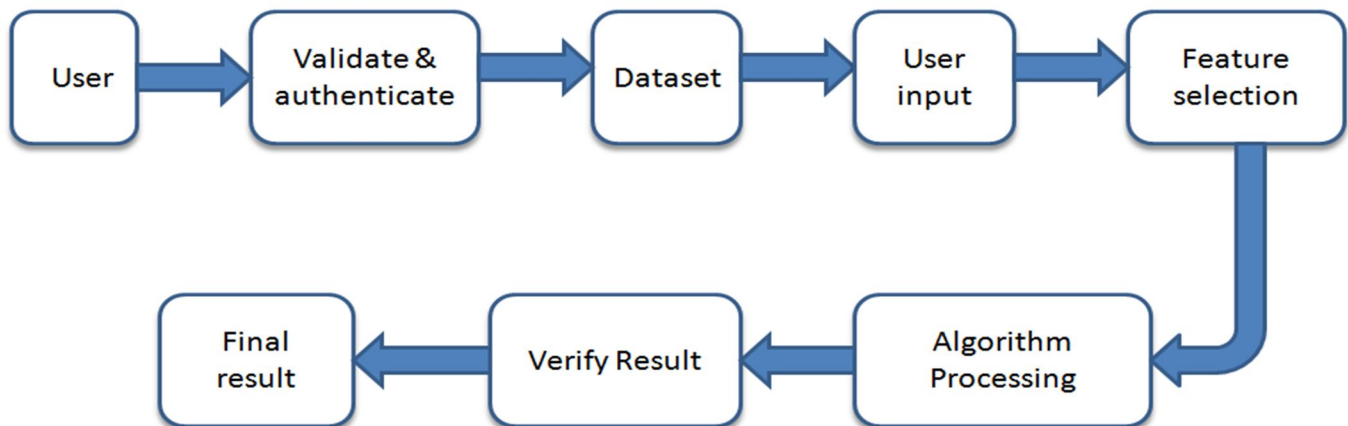 User
Validate &
authenticate
Dataset
User
input
Feature
selection
Algorithm
Processing
Verify Result
Final
result